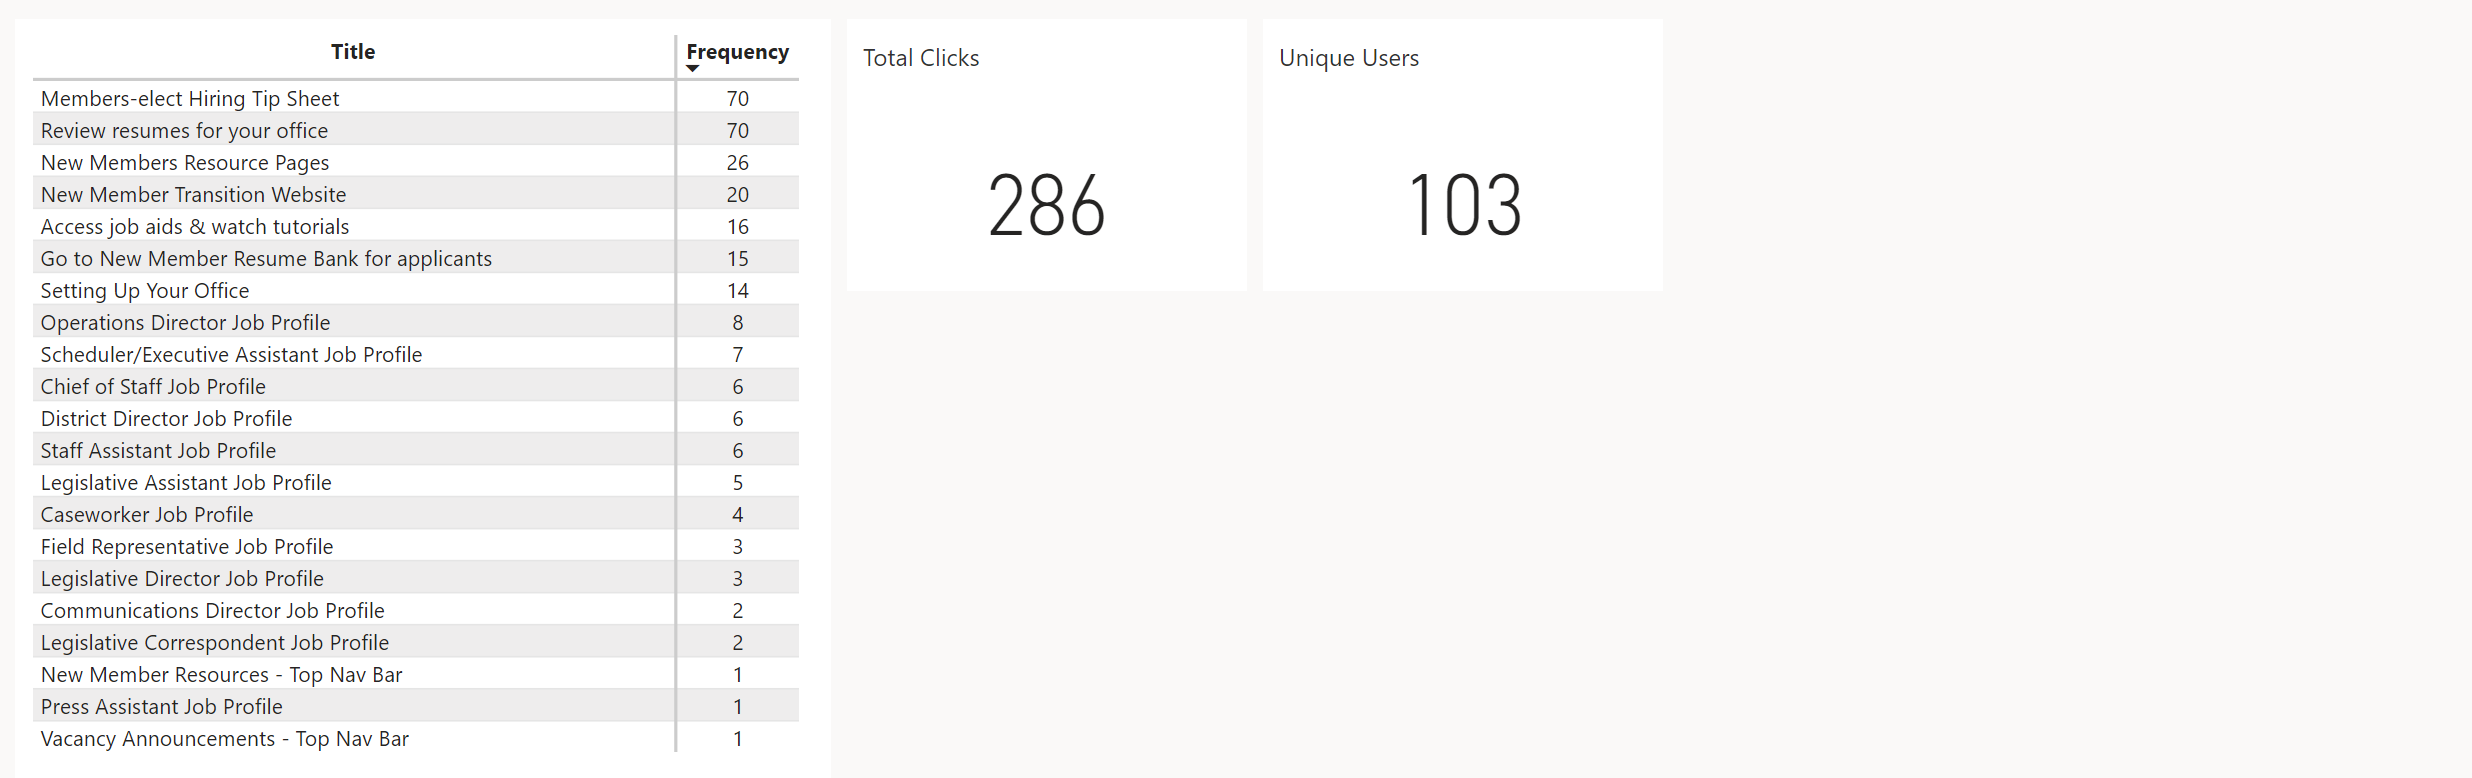 Title Frequency
Members-elect Hiring Tip Sheet 70
Review resumes for your office 70
New Members Resource Pages 26
New Member Transition Website 20
Access job aids & watch tutorials 16
Go to New Member Resume Bank for applicants 15
Setting Up Your Office 14
Operations Director Job Profile 8
Scheduler/Executive Assistant Job Profile 7
Chief of Staff Job Profile 6
District Director Job Profile 6
Staff Assistant Job Profile 6
Legislative Assistant Job Profile 5
Caseworker Job Profile 4
Field Representative Job Profile 3
Legislative Director Job Profile 3
Communications Director Job Profile 2
Legislative Correspondent Job Profile 2
New Member Resources - Top Nav Bar 1
Press Assistant Job Profile 1
Vacancy Announcements - Top Nav Bar 1
Total Clicks
286
Unique Users
103